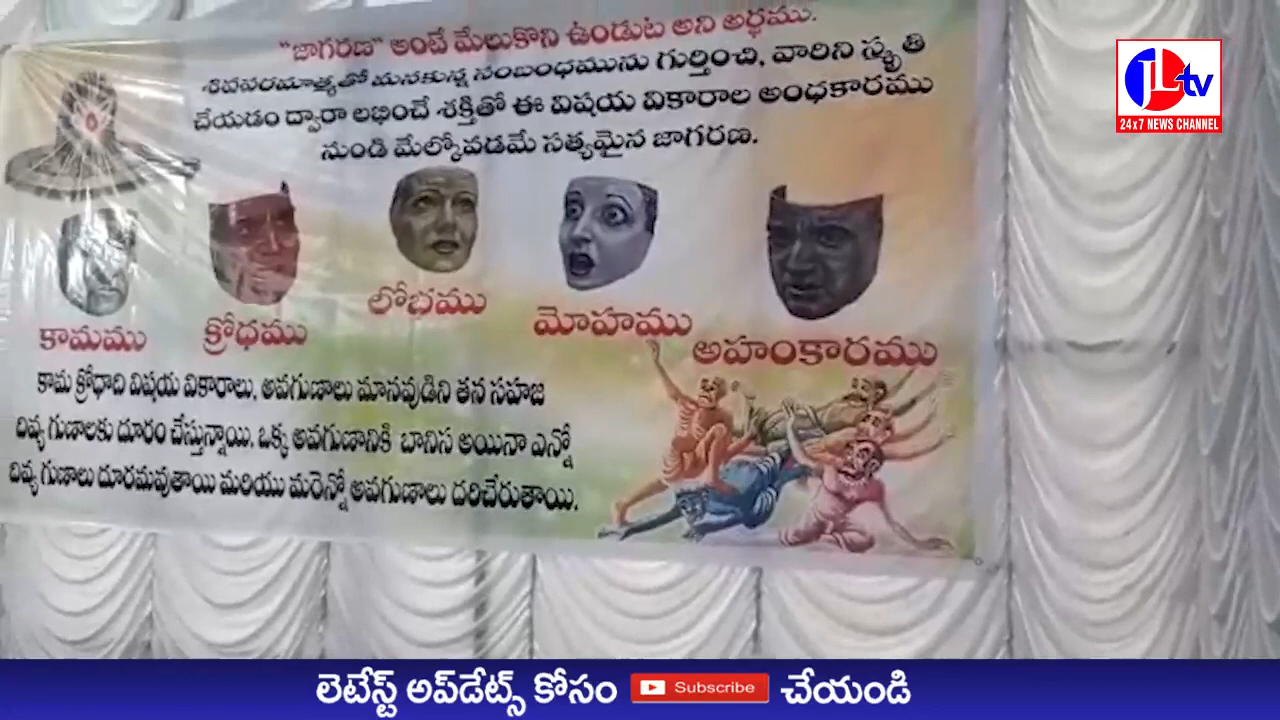 "జాగరణ" అంటే మేలుకొని ఉండుట అని అర్థము.
శివపరమాత్మతో మనకున్న సంబంధమును గుర్తించి, వారిని స్మృతి
చేయడం ద్వారా లభించే శక్తితో ఈ విషయ వికారాల అంధకారము
నుండి మేల్కోవడమే సత్యమైన జాగరణ.
కామము క్రోధము లోభము మోహము అహంకారము
కామ క్రోధాది విషయ వికారాలు, అవగుణాలు మానవుడిని తన సహజ
దివ్య గుణాలకు దూరం చేస్తున్నాయి. ఒక్క అవగుణానికి బానిస అయినా ఎన్నో
దివ్య గుణాలు దూరమవుతాయి మరియు మరెన్నో అవగుణాలు దరిచేరుతాయి.
JL tv
24x7 NEWS CHANNEL
లెటేస్ట్ అప్‌డేట్స్ కోసం Subscribe చేయండి